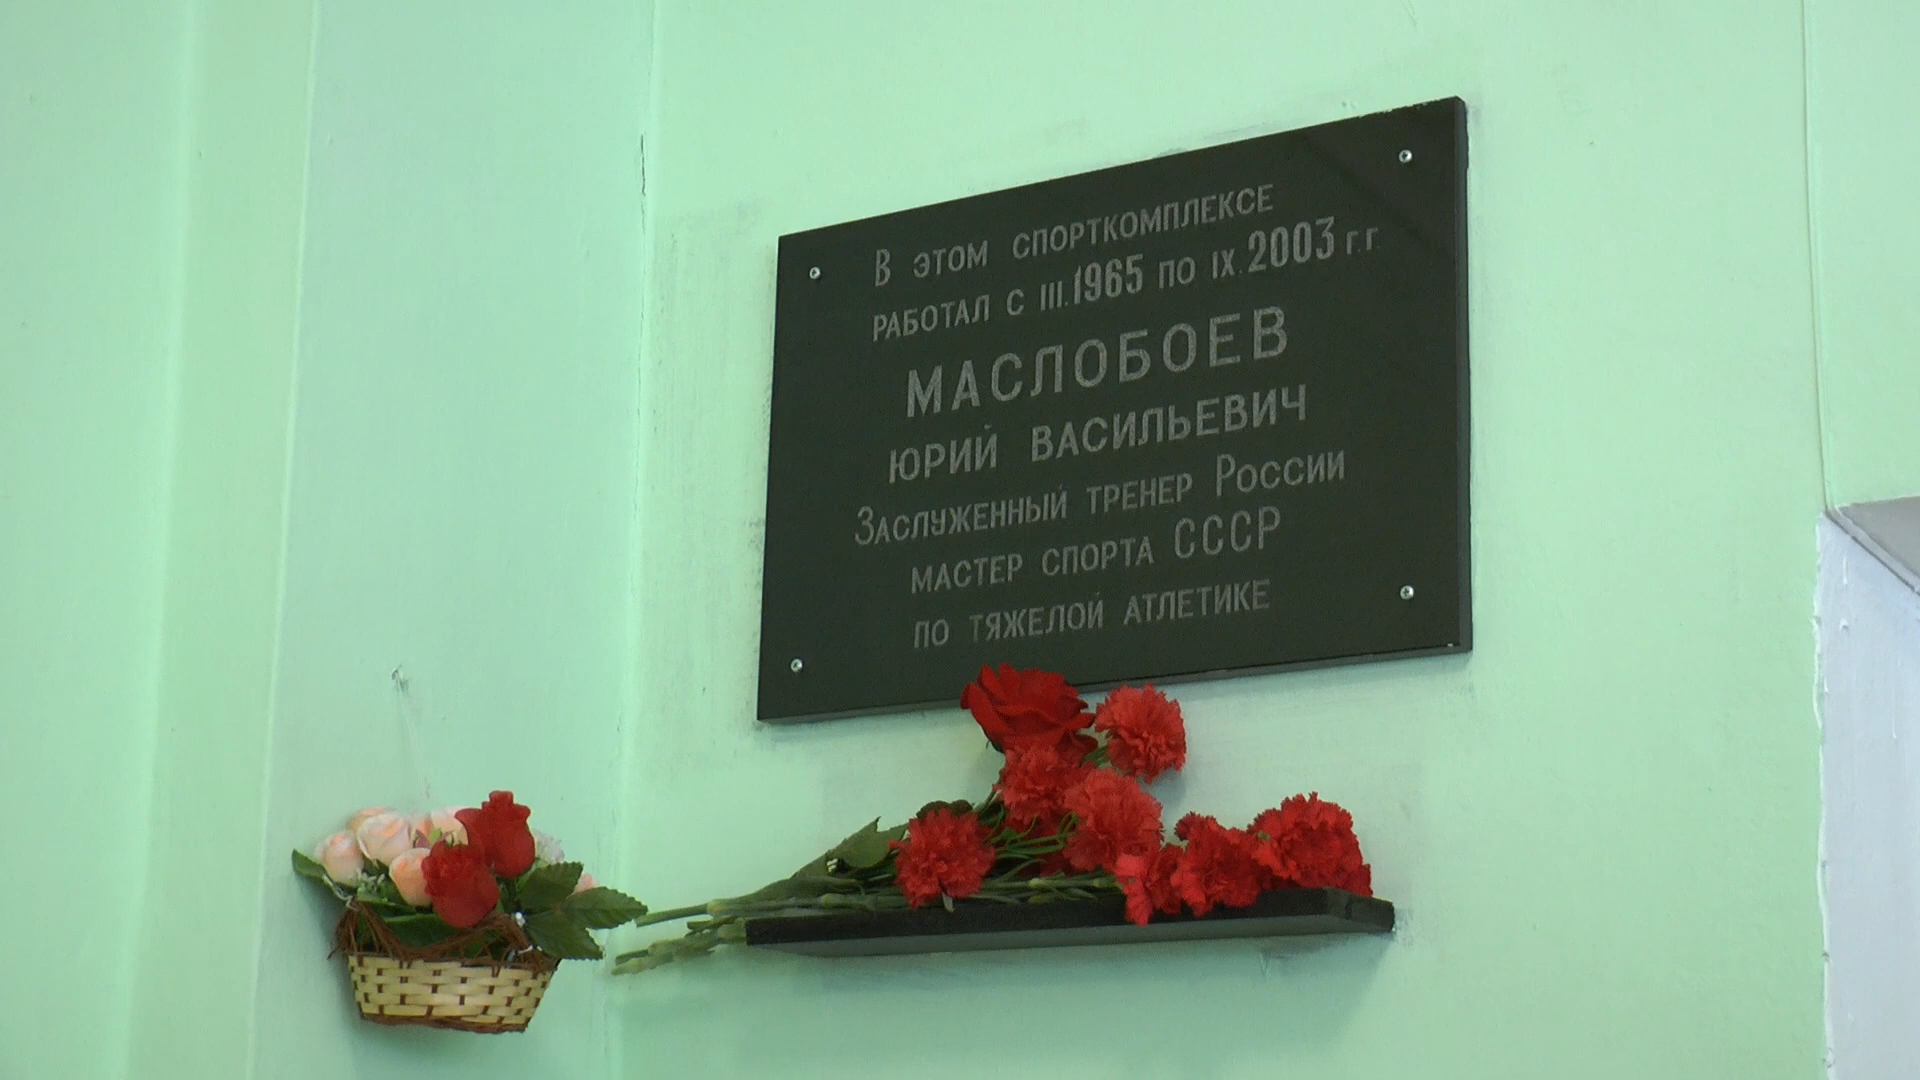 В ЭТОМ СПОРТКОМПЛЕКСЕ
РАБОТАЛ С III.1965 ПО IX.2003 Г.Г.
МАСЛОБОЕВ
ЮРИЙ ВАСИЛЬЕВИЧ
ЗАСЛУЖЕННЫЙ ТРЕНЕР РОССИИ
МАСТЕР СПОРТА СССР
ПО ТЯЖЕЛОЙ АТЛЕТИКЕ